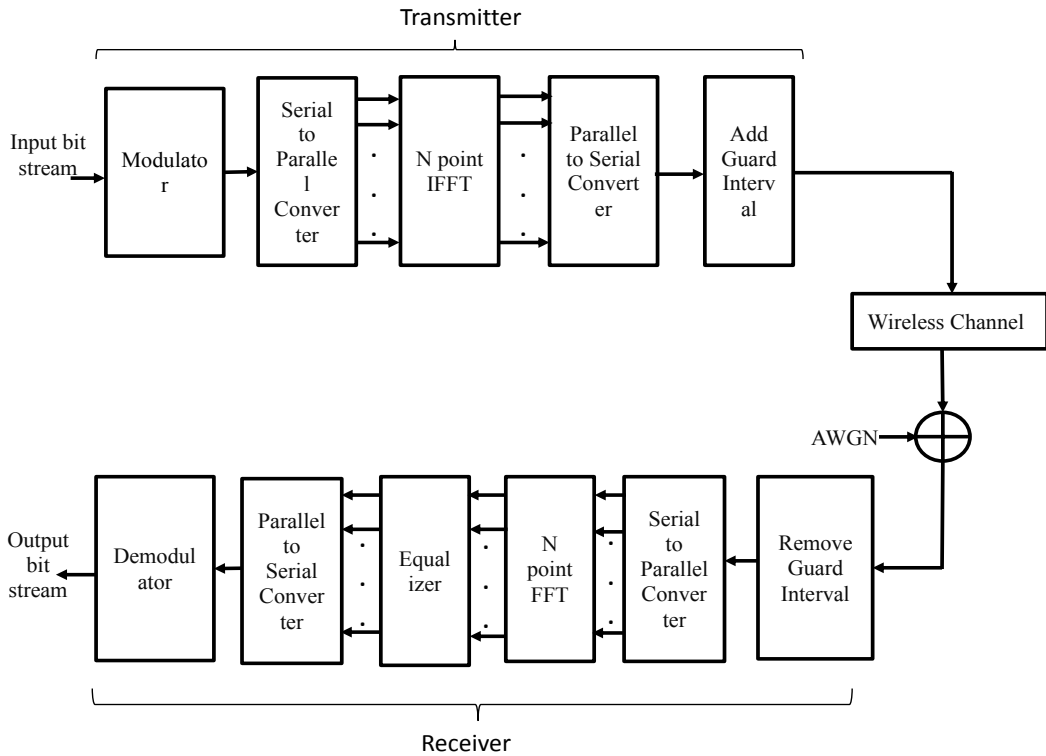 Transmitter
Input bit
stream
Modulato
r
Serial
to
Paralle
l
Conver
ter
N point
IFFT
Parallel
to Serial
Convert
er
Add
Guard
Interv
al
Wireless Channel
AWGN
Output
bit
stream
Demodul
ator
Parallel
to
Serial
Conver
ter
Equal
izer
N
point
FFT
Serial
to
Parallel
Conver
ter
Remove
Guard
Interval
Receiver